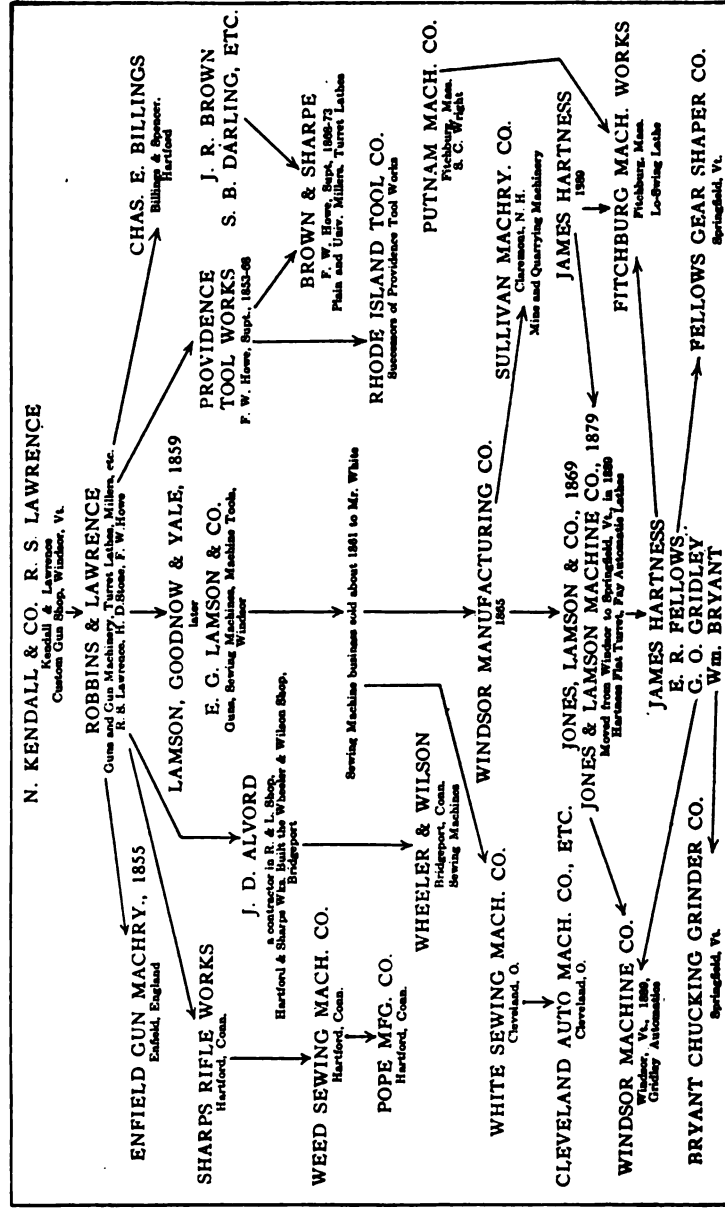 N. KENDALL & CO. R. S. LAWRENCE
Kendall & Lawrence
Custom Gun Shop, Windsor, Vt.
ROBBINS & LAWRENCE
Guns and Gun Machinery, Turret Lathes, Millers, etc.
R. S. Lawrence, H. D. Stone, F. W. Howe
ENFIELD GUN MACHRY., 1855
Enfield, England
SHARPS RIFLE WORKS
Hartford, Conn.
WEED SEWING MACH. CO.
Hartford, Conn.
POPE MFG. CO.
Hartford, Conn.
J. D. ALVORD
a contractor in R. & L. Shop,
Hartford & Sharps Wks. Built the Wheeler & Wilson Shop,
Bridgeport
WHEELER & WILSON
Bridgeport, Conn.
Sewing Machines
LAMSON, GOODNOW & YALE, 1859
later
E. G. LAMSON & CO.
Guns, Sewing Machines, Machine Tools,
Windsor
Sewing Machine business sold about 1861 to Mr. White
WHITE SEWING MACH. CO.
Cleveland, O.
CLEVELAND AUTO MACH. CO., ETC.
Cleveland, O.
CHAS. E. BILLINGS
Billings & Spencer,
Hartford
PROVIDENCE
TOOL WORKS
F. W. Howe, Supt., 1853-68
J. R. BROWN
S. B. DARLING, ETC.
BROWN & SHARPE
F. W. Howe, Supt., 1868-73
Plain and Univ. Millers, Turret Lathes
RHODE ISLAND TOOL CO.
Successors of Providence Tool Works
WINDSOR MANUFACTURING CO.
1865
SULLIVAN MACHRY. CO.
Claremont, N. H.
Mine and Quarrying Machinery
PUTNAM MACH. CO.
Fitchburg, Mass.
S. C. Wright
JONES, LAMSON & CO., 1869
JONES & LAMSON MACHINE CO., 1879
Moved from Windsor to Springfield, Vt., in 1889
Hartness Flat Turret, Fay Automatic Lathes
JAMES HARTNESS
1889
FITCHBURG MACH. WORKS
Fitchburg, Mass.
Lo-Swing Lathe
WINDSOR MACHINE CO.
Windsor, Vt., 1889,
Gridley Automatics
JAMES HARTNESS
E. R. FELLOWS
G. O. GRIDLEY
Wm. BRYANT
BRYANT CHUCKING GRINDER CO.
Springfield, Vt.
FELLOWS GEAR SHAPER CO.
Springfield, Vt.